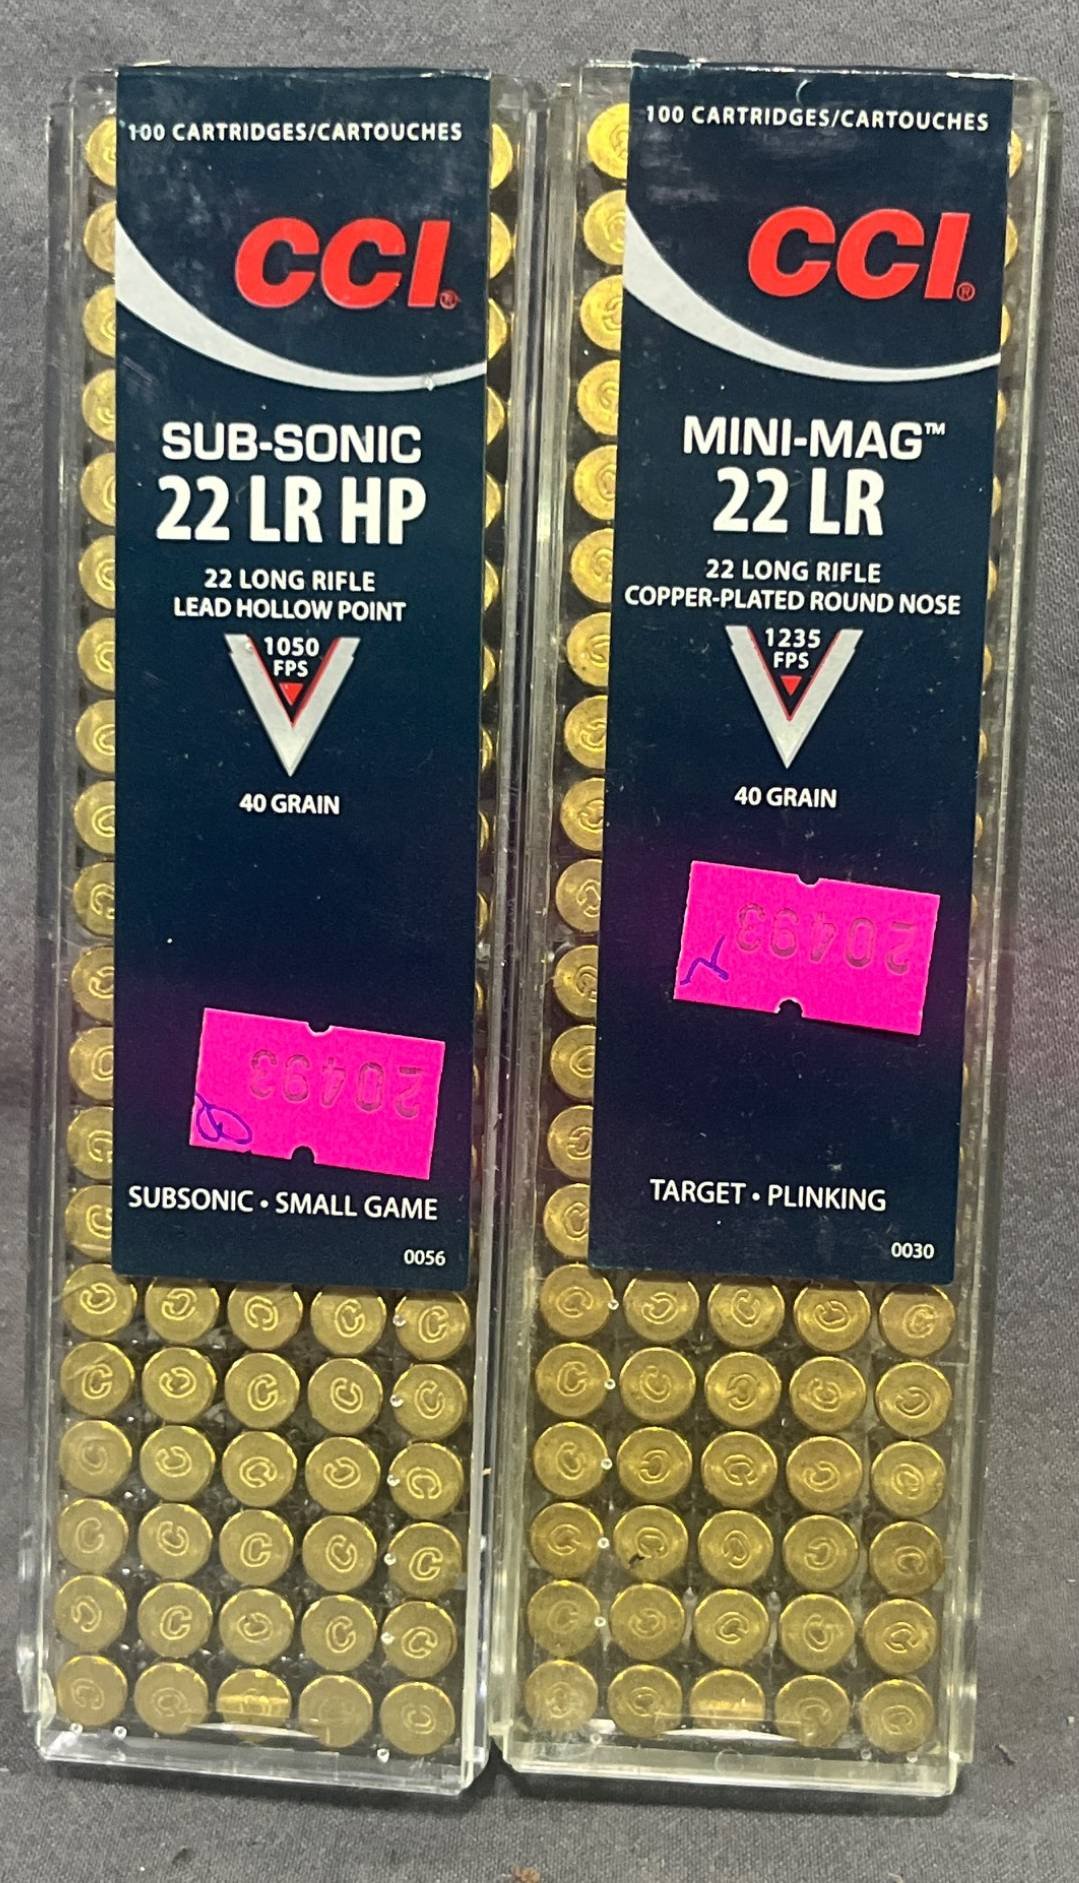 100 CARTRIDGES/CARTOUCHES
CCI®
SUB-SONIC
22 LR HP
22 LONG RIFLE
LEAD HOLLOW POINT
1050
FPS
40 GRAIN
20493
SUBSONIC • SMALL GAME
0056
100 CARTRIDGES/CARTOUCHES
CCI®
MINI-MAG™
22 LR
22 LONG RIFLE
COPPER-PLATED ROUND NOSE
1235
FPS
40 GRAIN
20493
TARGET • PLINKING
0030